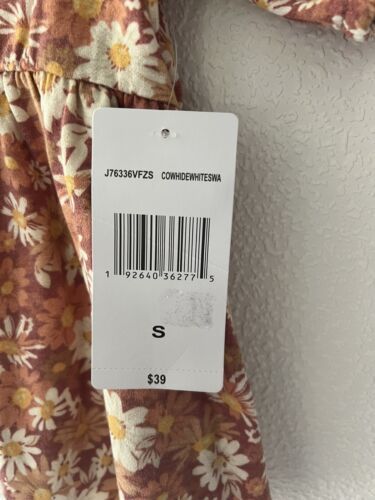 J76336VFZS COWHIDEWHITESWA
1 92640 36277 5
S
$39